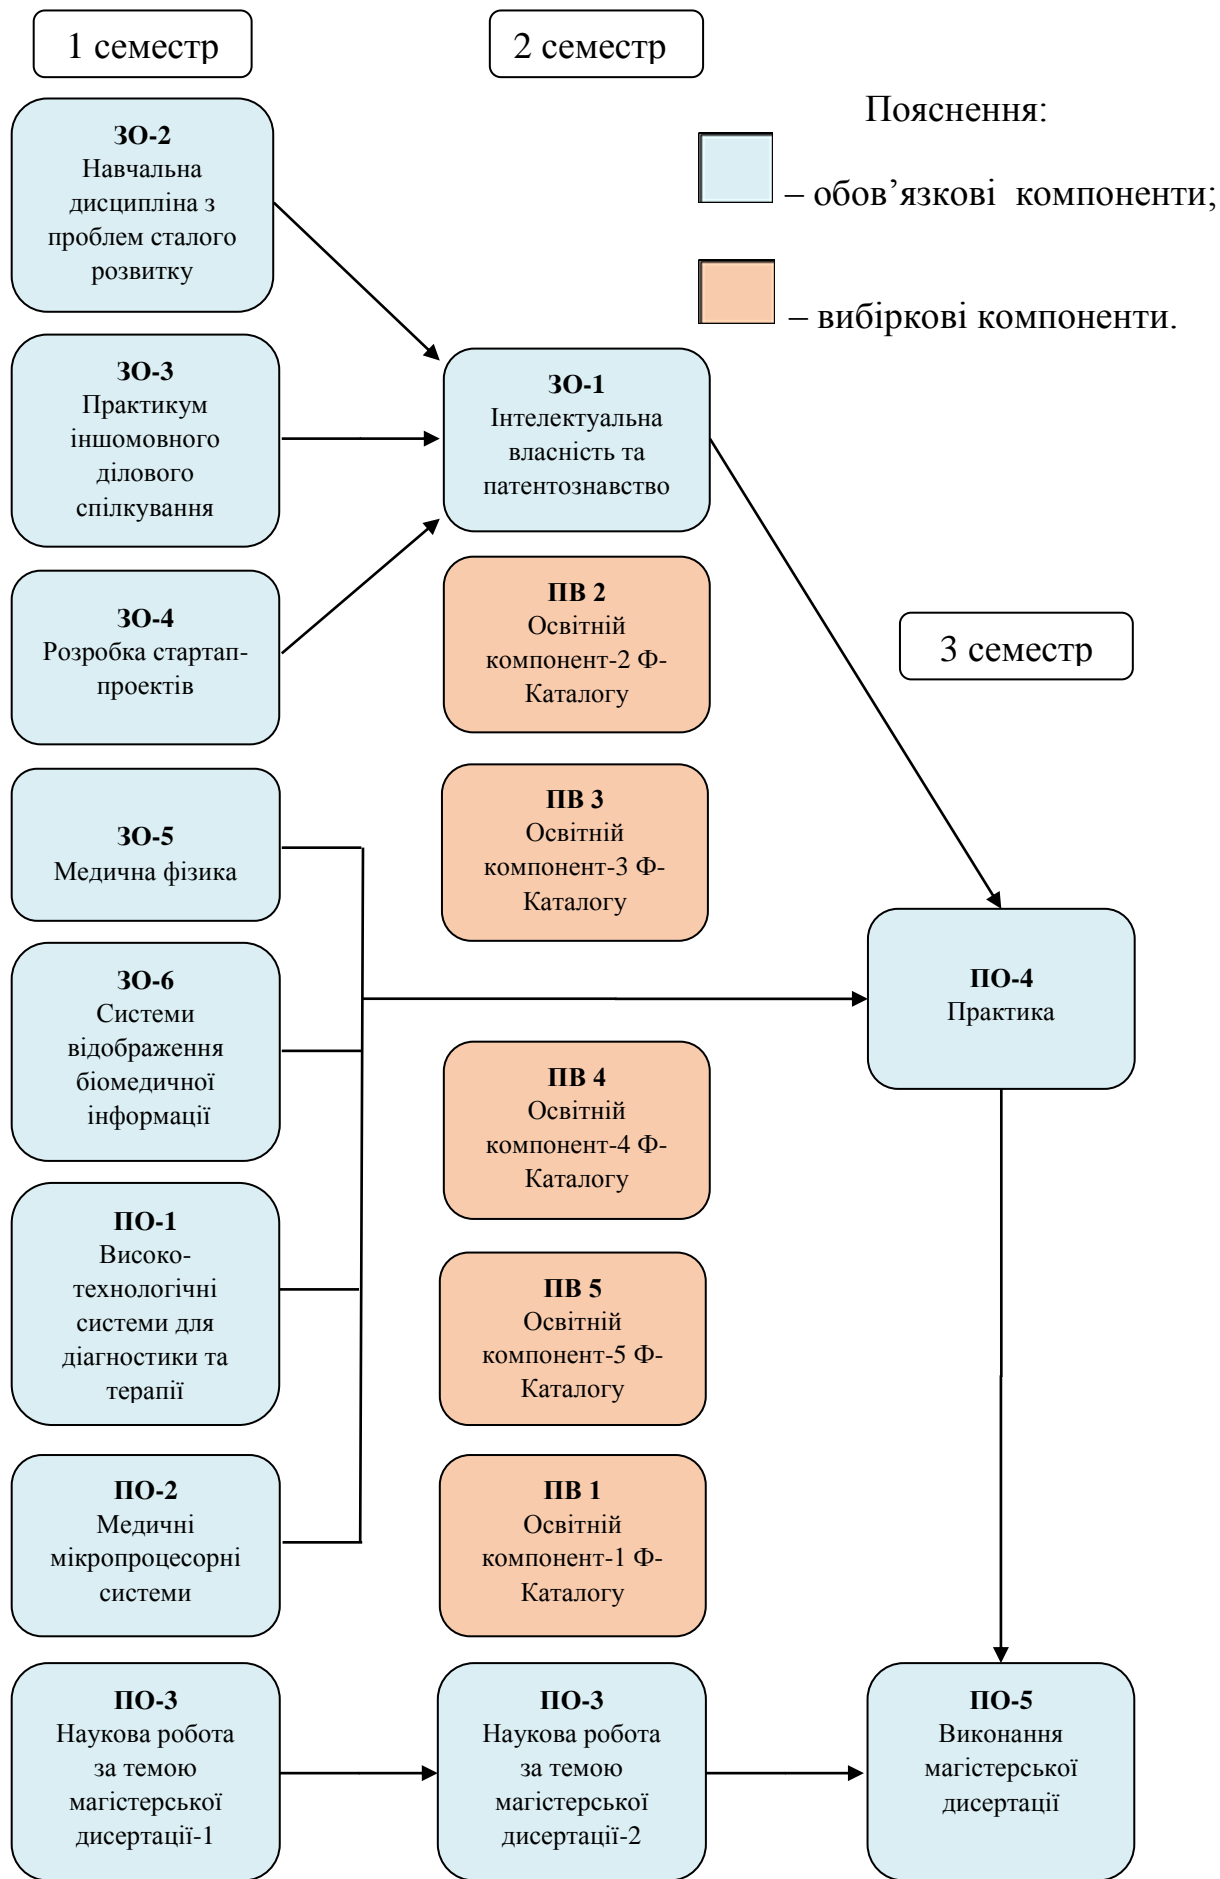 1 семестр
2 семестр
Пояснення:
– обов’язкові компоненти;
– вибіркові компоненти.
ЗО-2
Навчальна
дисципліна з
проблем сталого
розвитку
ЗО-3
Практикум
іншомовного
ділового
спілкування
ЗО-4
Розробка стартап-
проектів
ЗО-5
Медична фізика
ЗО-6
Системи
відображення
біомедичної
інформації
ПО-1
Високо-
технологічні
системи для
діагностики та
терапії
ПО-2
Медичні
мікропроцесорні
системи
ПО-3
Наукова робота
за темою
магістерської
дисертації-1
ЗО-1
Інтелектуальна
власність та
патентознавство
ПВ 2
Освітній
компонент-2 Ф-
Каталогу
ПВ 3
Освітній
компонент-3 Ф-
Каталогу
ПВ 4
Освітній
компонент-4 Ф-
Каталогу
ПВ 5
Освітній
компонент-5 Ф-
Каталогу
ПВ 1
Освітній
компонент-1 Ф-
Каталогу
ПО-3
Наукова робота
за темою
магістерської
дисертації-2
3 семестр
ПО-4
Практика
ПО-5
Виконання
магістерської
дисертації